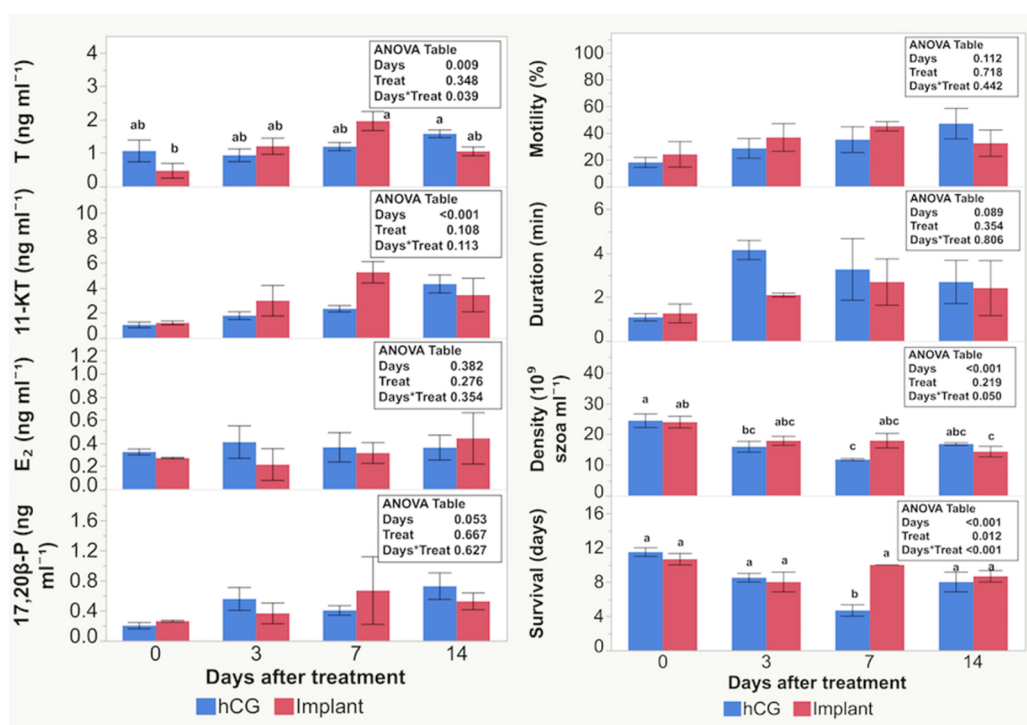 T (ng ml⁻¹)
4
3
2
1
0
ANOVA Table
Days 0.009
Treat 0.348
Days*Treat 0.039
ab
b
ab
ab
ab
a
a
ab
11-KT (ng ml⁻¹)
10
8
6
4
2
0
ANOVA Table
Days <0.001
Treat 0.108
Days*Treat 0.113
E₂ (ng ml⁻¹)
1.2
1.0
0.8
0.6
0.4
0.2
0.0
ANOVA Table
Days 0.382
Treat 0.276
Days*Treat 0.354
17,20β-P (ng
ml⁻¹)
1.6
1.2
0.8
0.4
0.0
ANOVA Table
Days 0.053
Treat 0.667
Days*Treat 0.627
0 3 7 14
Days after treatment
hCG Implant
Motility (%)
100
80
60
40
20
0
ANOVA Table
Days 0.112
Treat 0.718
Days*Treat 0.442
Duration (min)
6
4
2
0
ANOVA Table
Days 0.089
Treat 0.354
Days*Treat 0.806
Density (10⁹
szoa ml⁻¹)
40
30
20
10
0
ANOVA Table
Days <0.001
Treat 0.219
Days*Treat 0.050
a
ab
bc
abc
c
abc
abc
c
Survival (days)
16
12
8
4
0
ANOVA Table
Days <0.001
Treat 0.012
Days*Treat <0.001
a
a
a
a
b
a
a
a
0 3 7 14
Days after treatment
hCG Implant